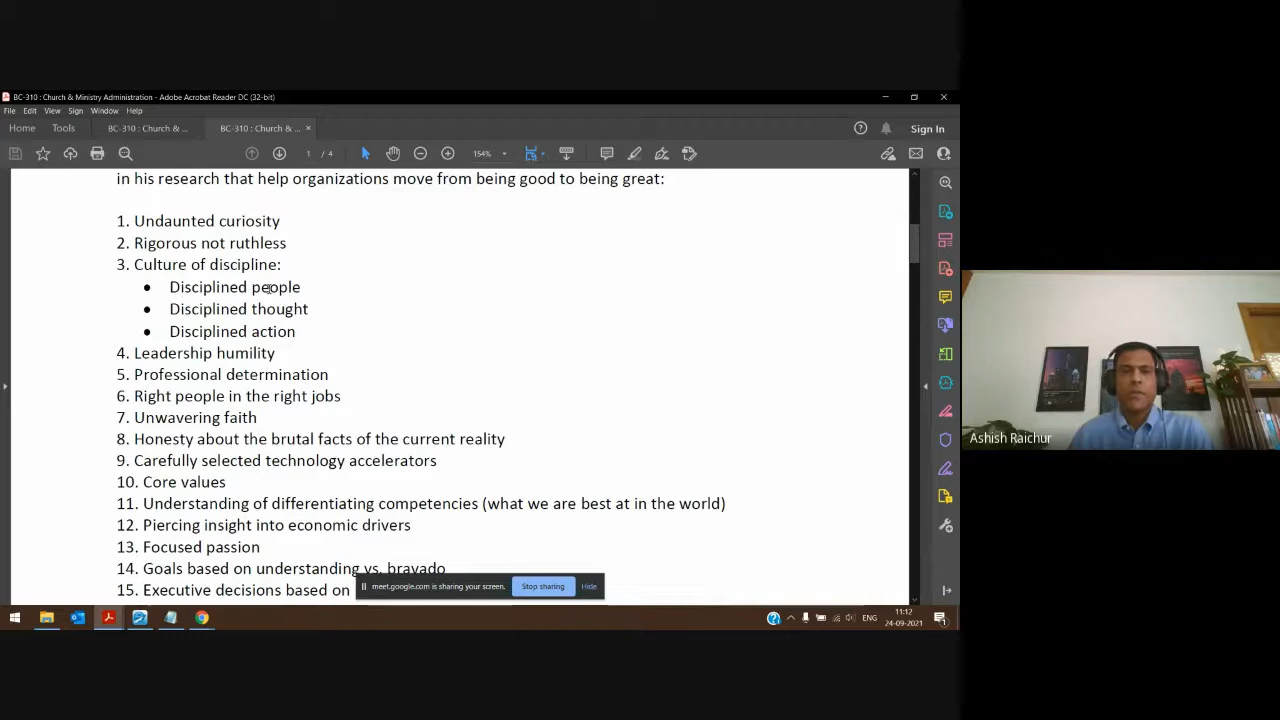 BC-310 : Church & Ministry Administration - Adobe Acrobat Reader DC (32-bit)
File Edit View Sign Window Help
Home Tools BC-310 : Church & ... BC-310 : Church & ... × Sign In
1 / 4 154%
in his research that help organizations move from being good to being great:
1. Undaunted curiosity
2. Rigorous not ruthless
3. Culture of discipline:
• Disciplined people
• Disciplined thought
• Disciplined action
4. Leadership humility
5. Professional determination
6. Right people in the right jobs
7. Unwavering faith
8. Honesty about the brutal facts of the current reality
9. Carefully selected technology accelerators
10. Core values
11. Understanding of differentiating competencies (what we are best at in the world)
12. Piercing insight into economic drivers
13. Focused passion
14. Goals based on understanding vs. bravado
15. Executive decisions based on
meet.google.com is sharing your screen. Stop sharing Hide
Ashish Raichur
ENG
11:12
24-09-2021